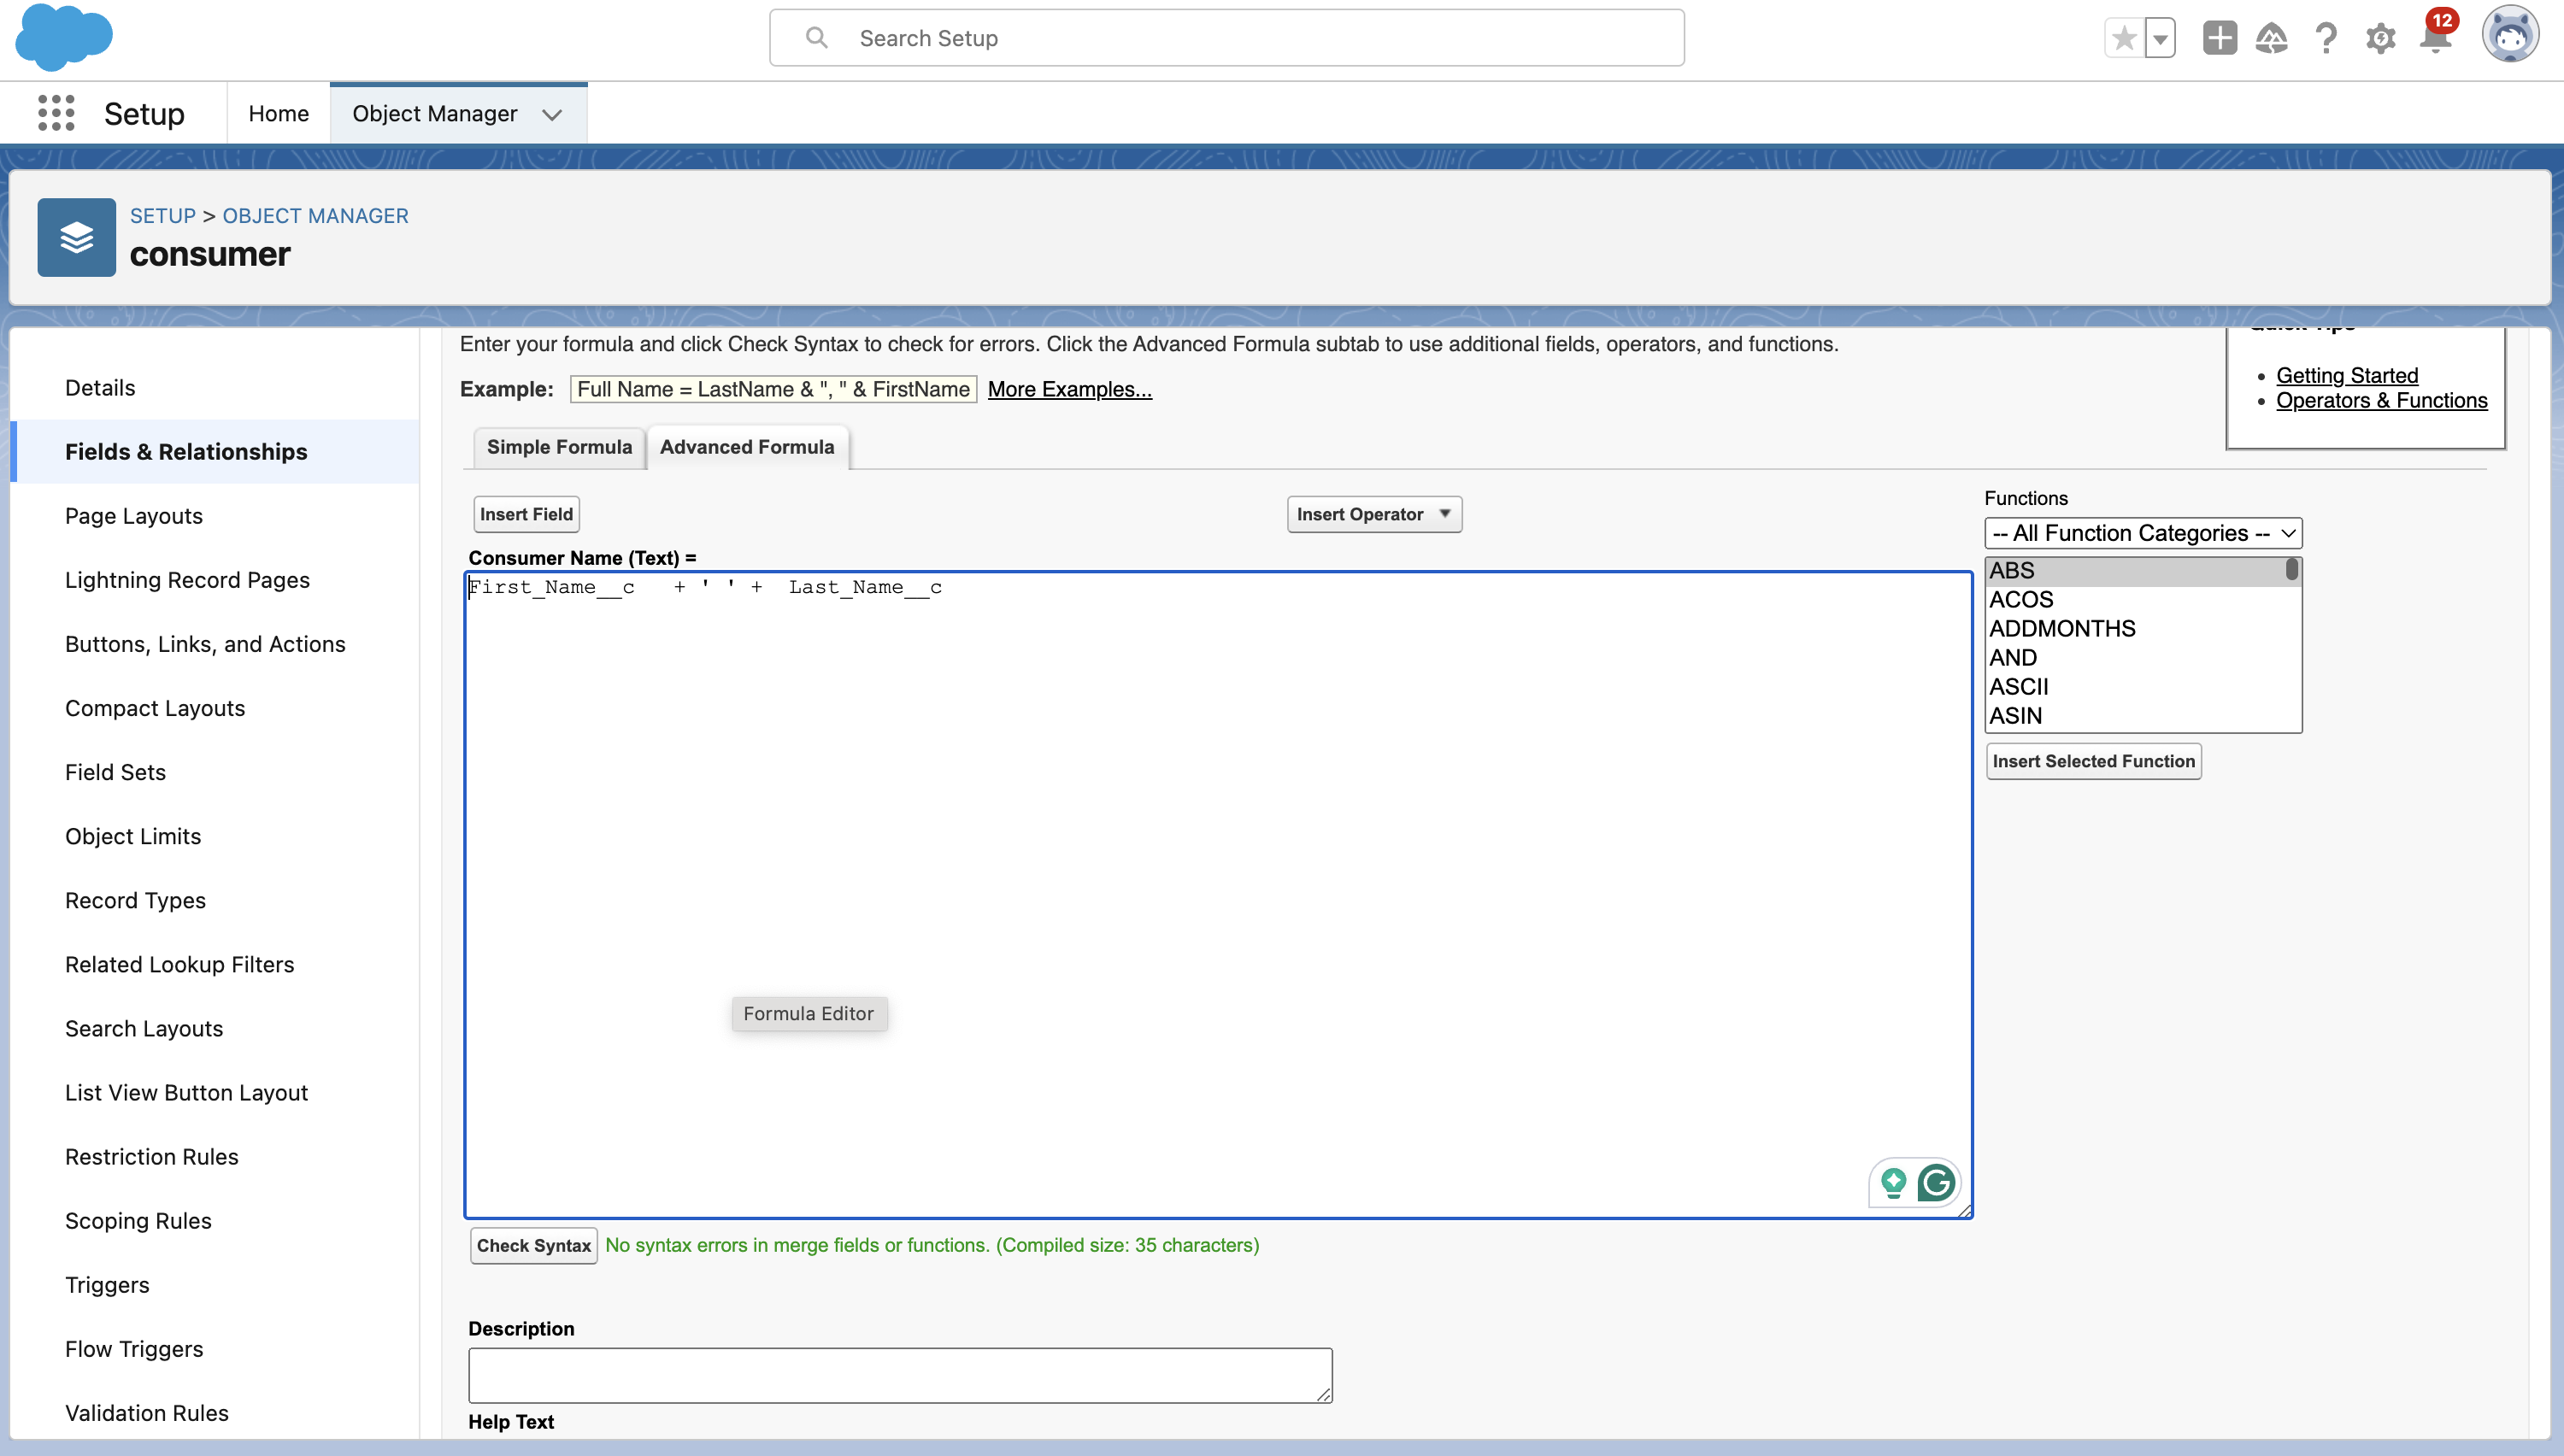 Search Setup
12
Setup
Home
Object Manager
SETUP > OBJECT MANAGER
consumer
Details
Fields & Relationships
Page Layouts
Lightning Record Pages
Buttons, Links, and Actions
Compact Layouts
Field Sets
Object Limits
Record Types
Related Lookup Filters
Search Layouts
List View Button Layout
Restriction Rules
Scoping Rules
Triggers
Flow Triggers
Validation Rules
Enter your formula and click Check Syntax to check for errors. Click the Advanced Formula subtab to use additional fields, operators, and functions.
Example: Full Name = LastName & ", " & FirstName More Examples...
Quick Tips
• Getting Started
• Operators & Functions
Simple Formula Advanced Formula
Insert Field
Insert Operator
Consumer Name (Text) =
First_Name__c + ' ' + Last_Name__c
Functions
-- All Function Categories --
ABS
ACOS
ADDMONTHS
AND
ASCII
ASIN
Insert Selected Function
Formula Editor
Check Syntax No syntax errors in merge fields or functions. (Compiled size: 35 characters)
Description
Help Text